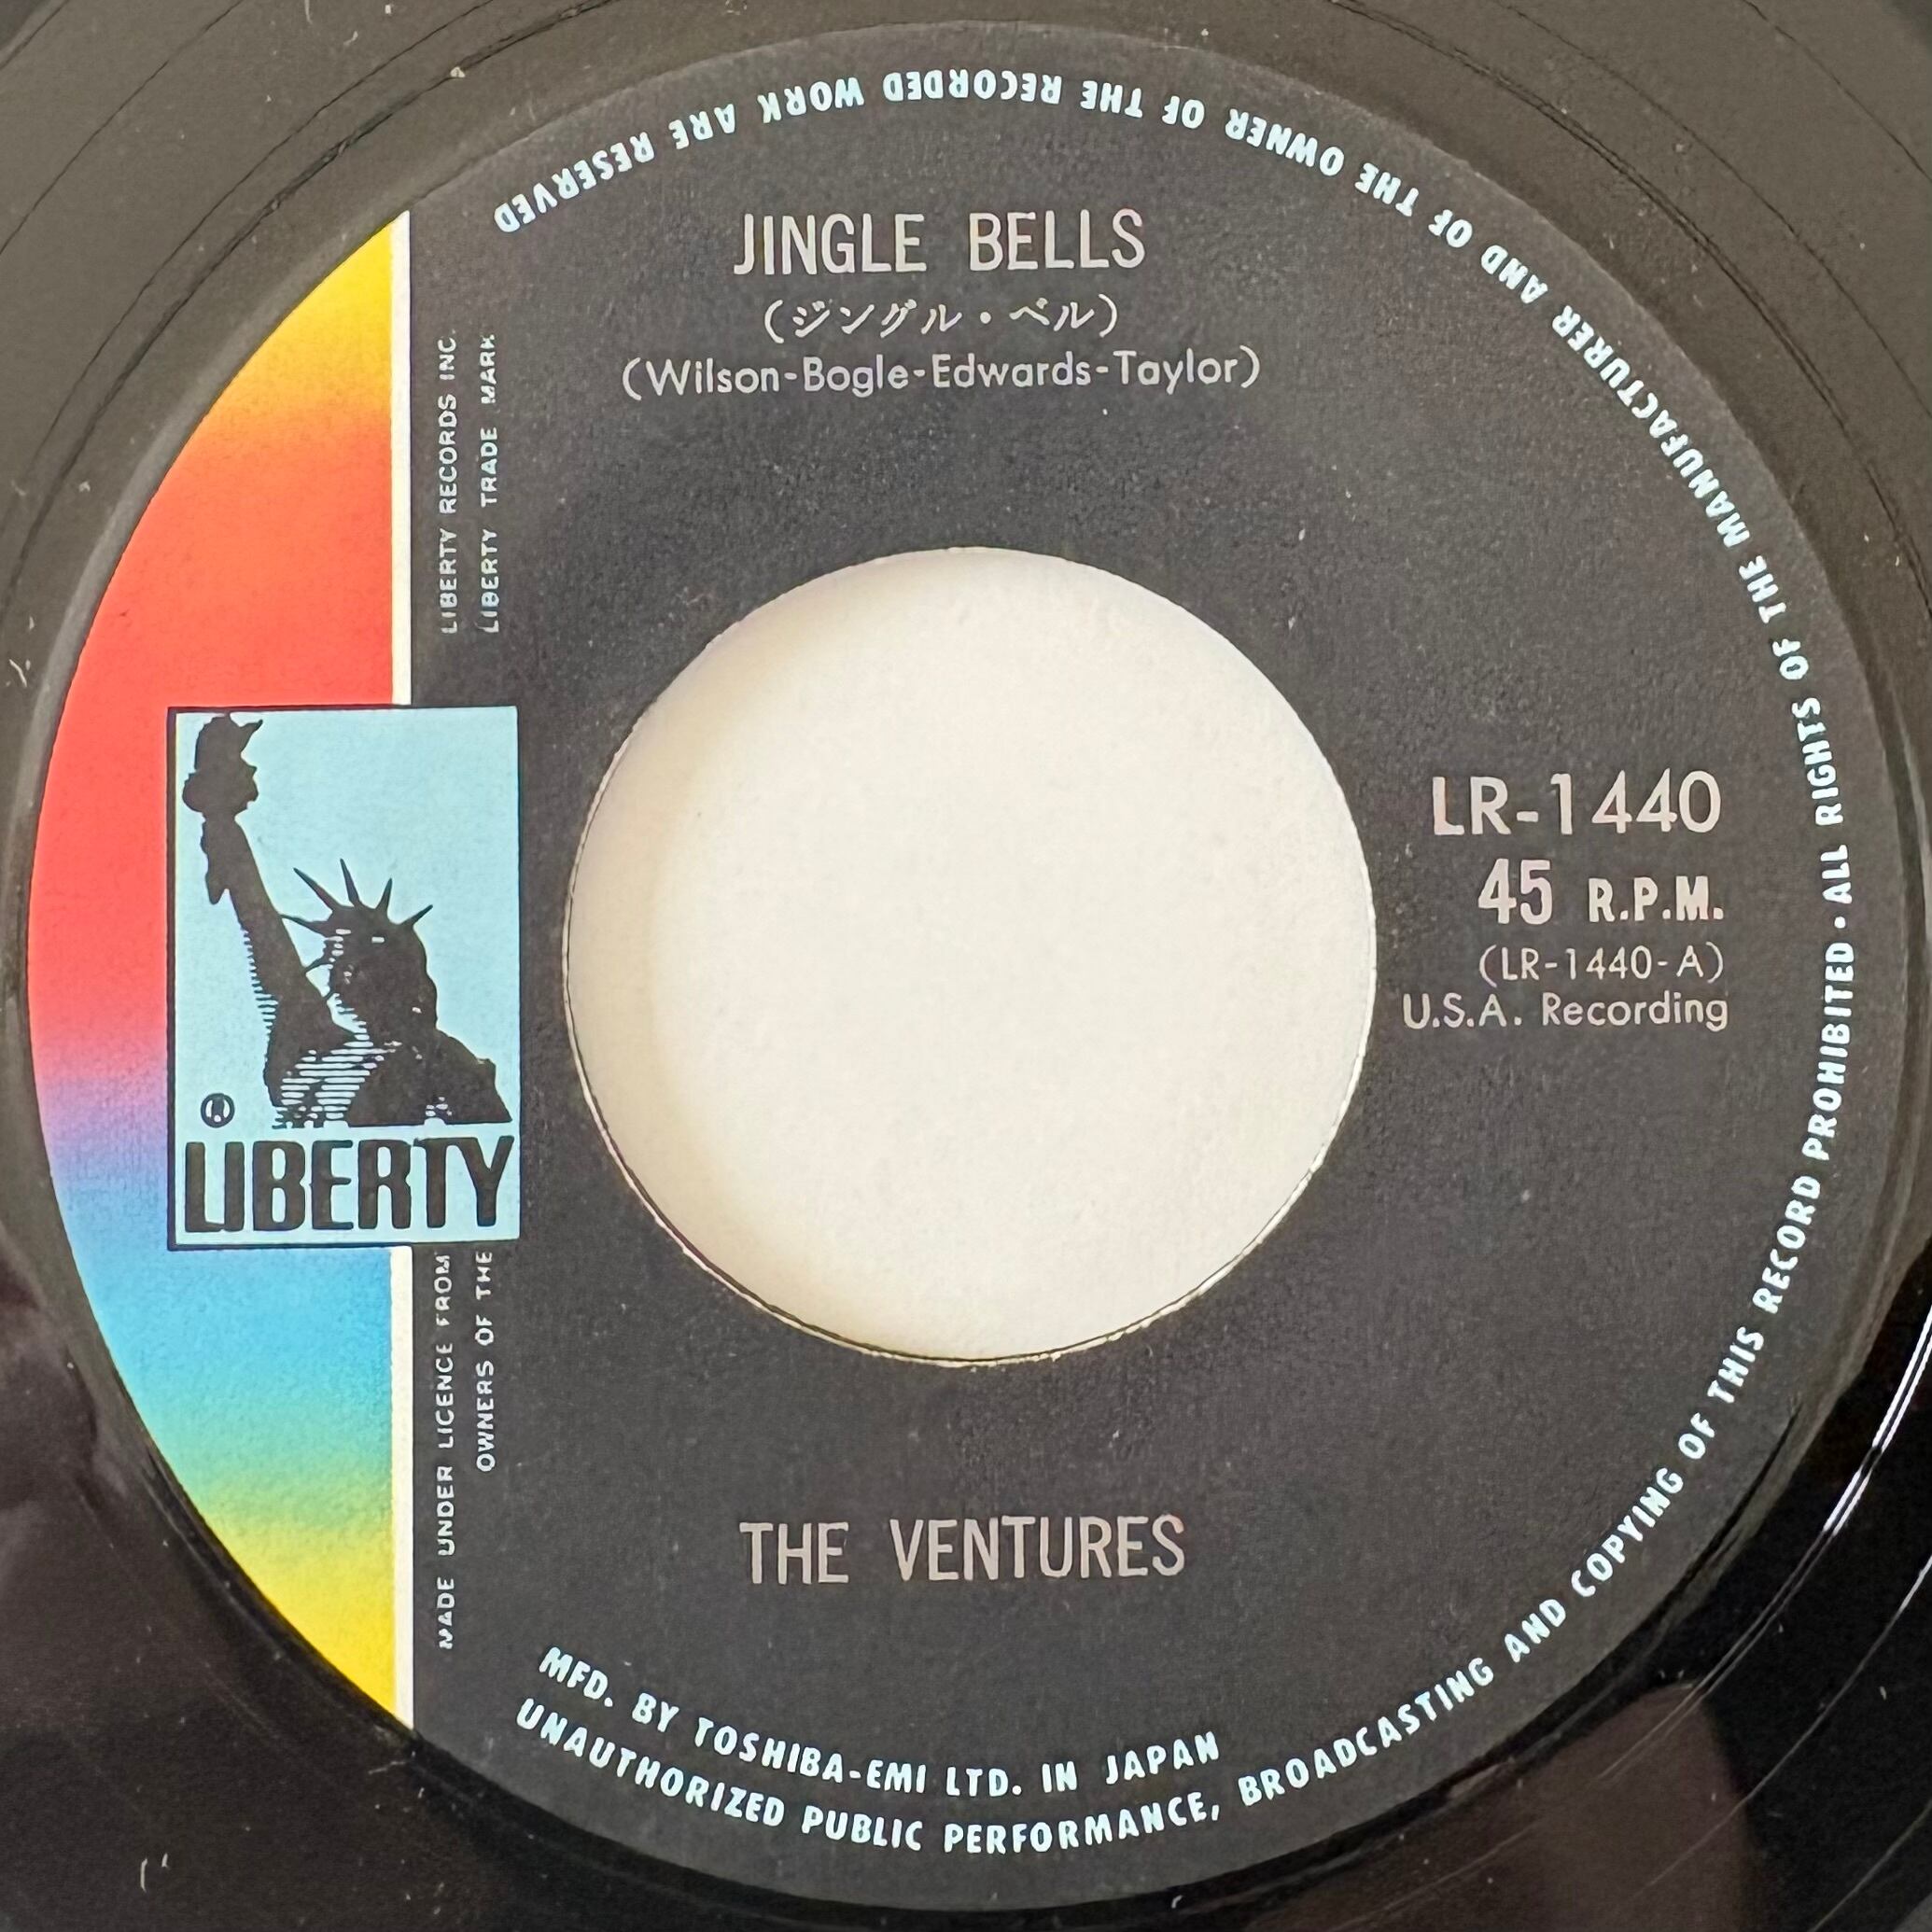 JINGLE BELLS
(ジングル・ベル)
(Wilson-Bogle-Edwards-Taylor)
LIBERTY RECORDS INC.
LIBERTY TRADE MARK
® LIBERTY
MADE UNDER LICENCE FROM
OWNERS OF THE
LR-1440
45 R.P.M.
(LR-1440-A)
U.S.A. Recording
THE VENTURES
MFD. BY TOSHIBA-EMI LTD. IN JAPAN
UNAUTHORIZED PUBLIC PERFORMANCE, BROADCASTING AND COPYING OF THIS RECORD PROHIBITED・ALL RIGHTS OF THE MANUFACTURER AND OF THE OWNER OF THE RECORDED WORK ARE RESERVED